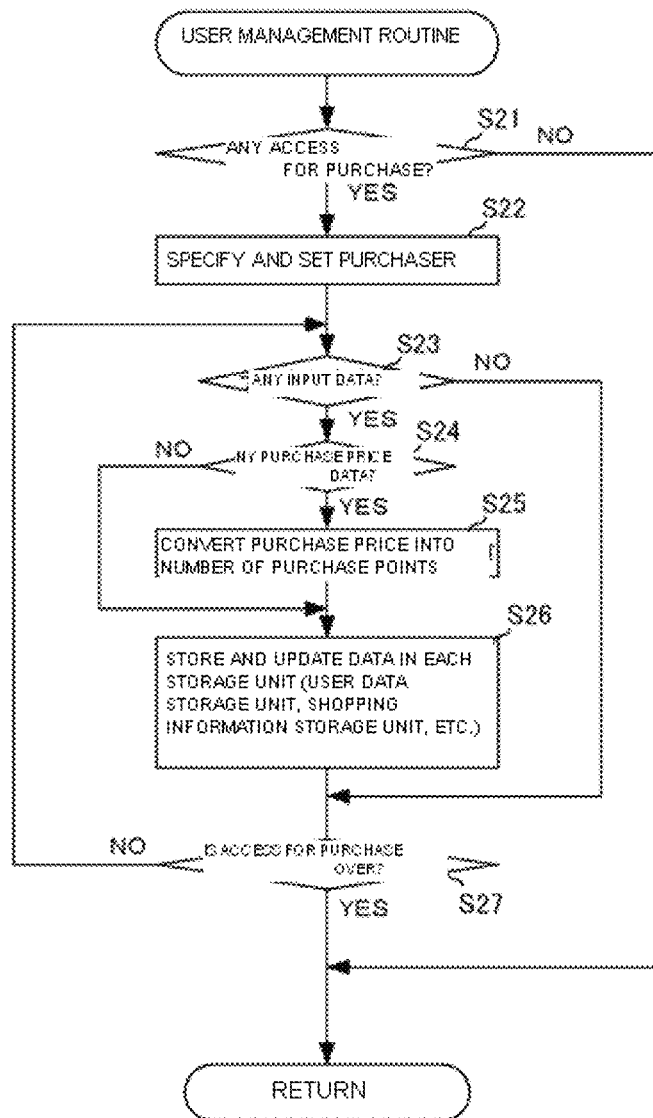 USER MANAGEMENT ROUTINE
S21
NO
ANY ACCESS
FOR PURCHASE?
YES
S22
SPECIFY AND SET PURCHASER
S23
NO
ANY INPUT DATA?
YES
S24
NO
NY PURCHASE PRICE
DATA?
YES
S25
CONVERT PURCHASE PRICE INTO
NUMBER OF PURCHASE POINTS
S26
STORE AND UPDATE DATA IN EACH
STORAGE UNIT (USER DATA
STORAGE UNIT, SHOPPING
INFORMATION STORAGE UNIT, ETC.)
NO
IS ACCESS FOR PURCHASE
OVER?
S27
YES
RETURN